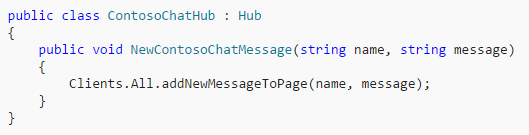 public class ContosoChatHub : Hub
{
    public void NewContosoChatMessage(string name, string message)
    {
        Clients.All.addNewMessageToPage(name, message);
    }
}